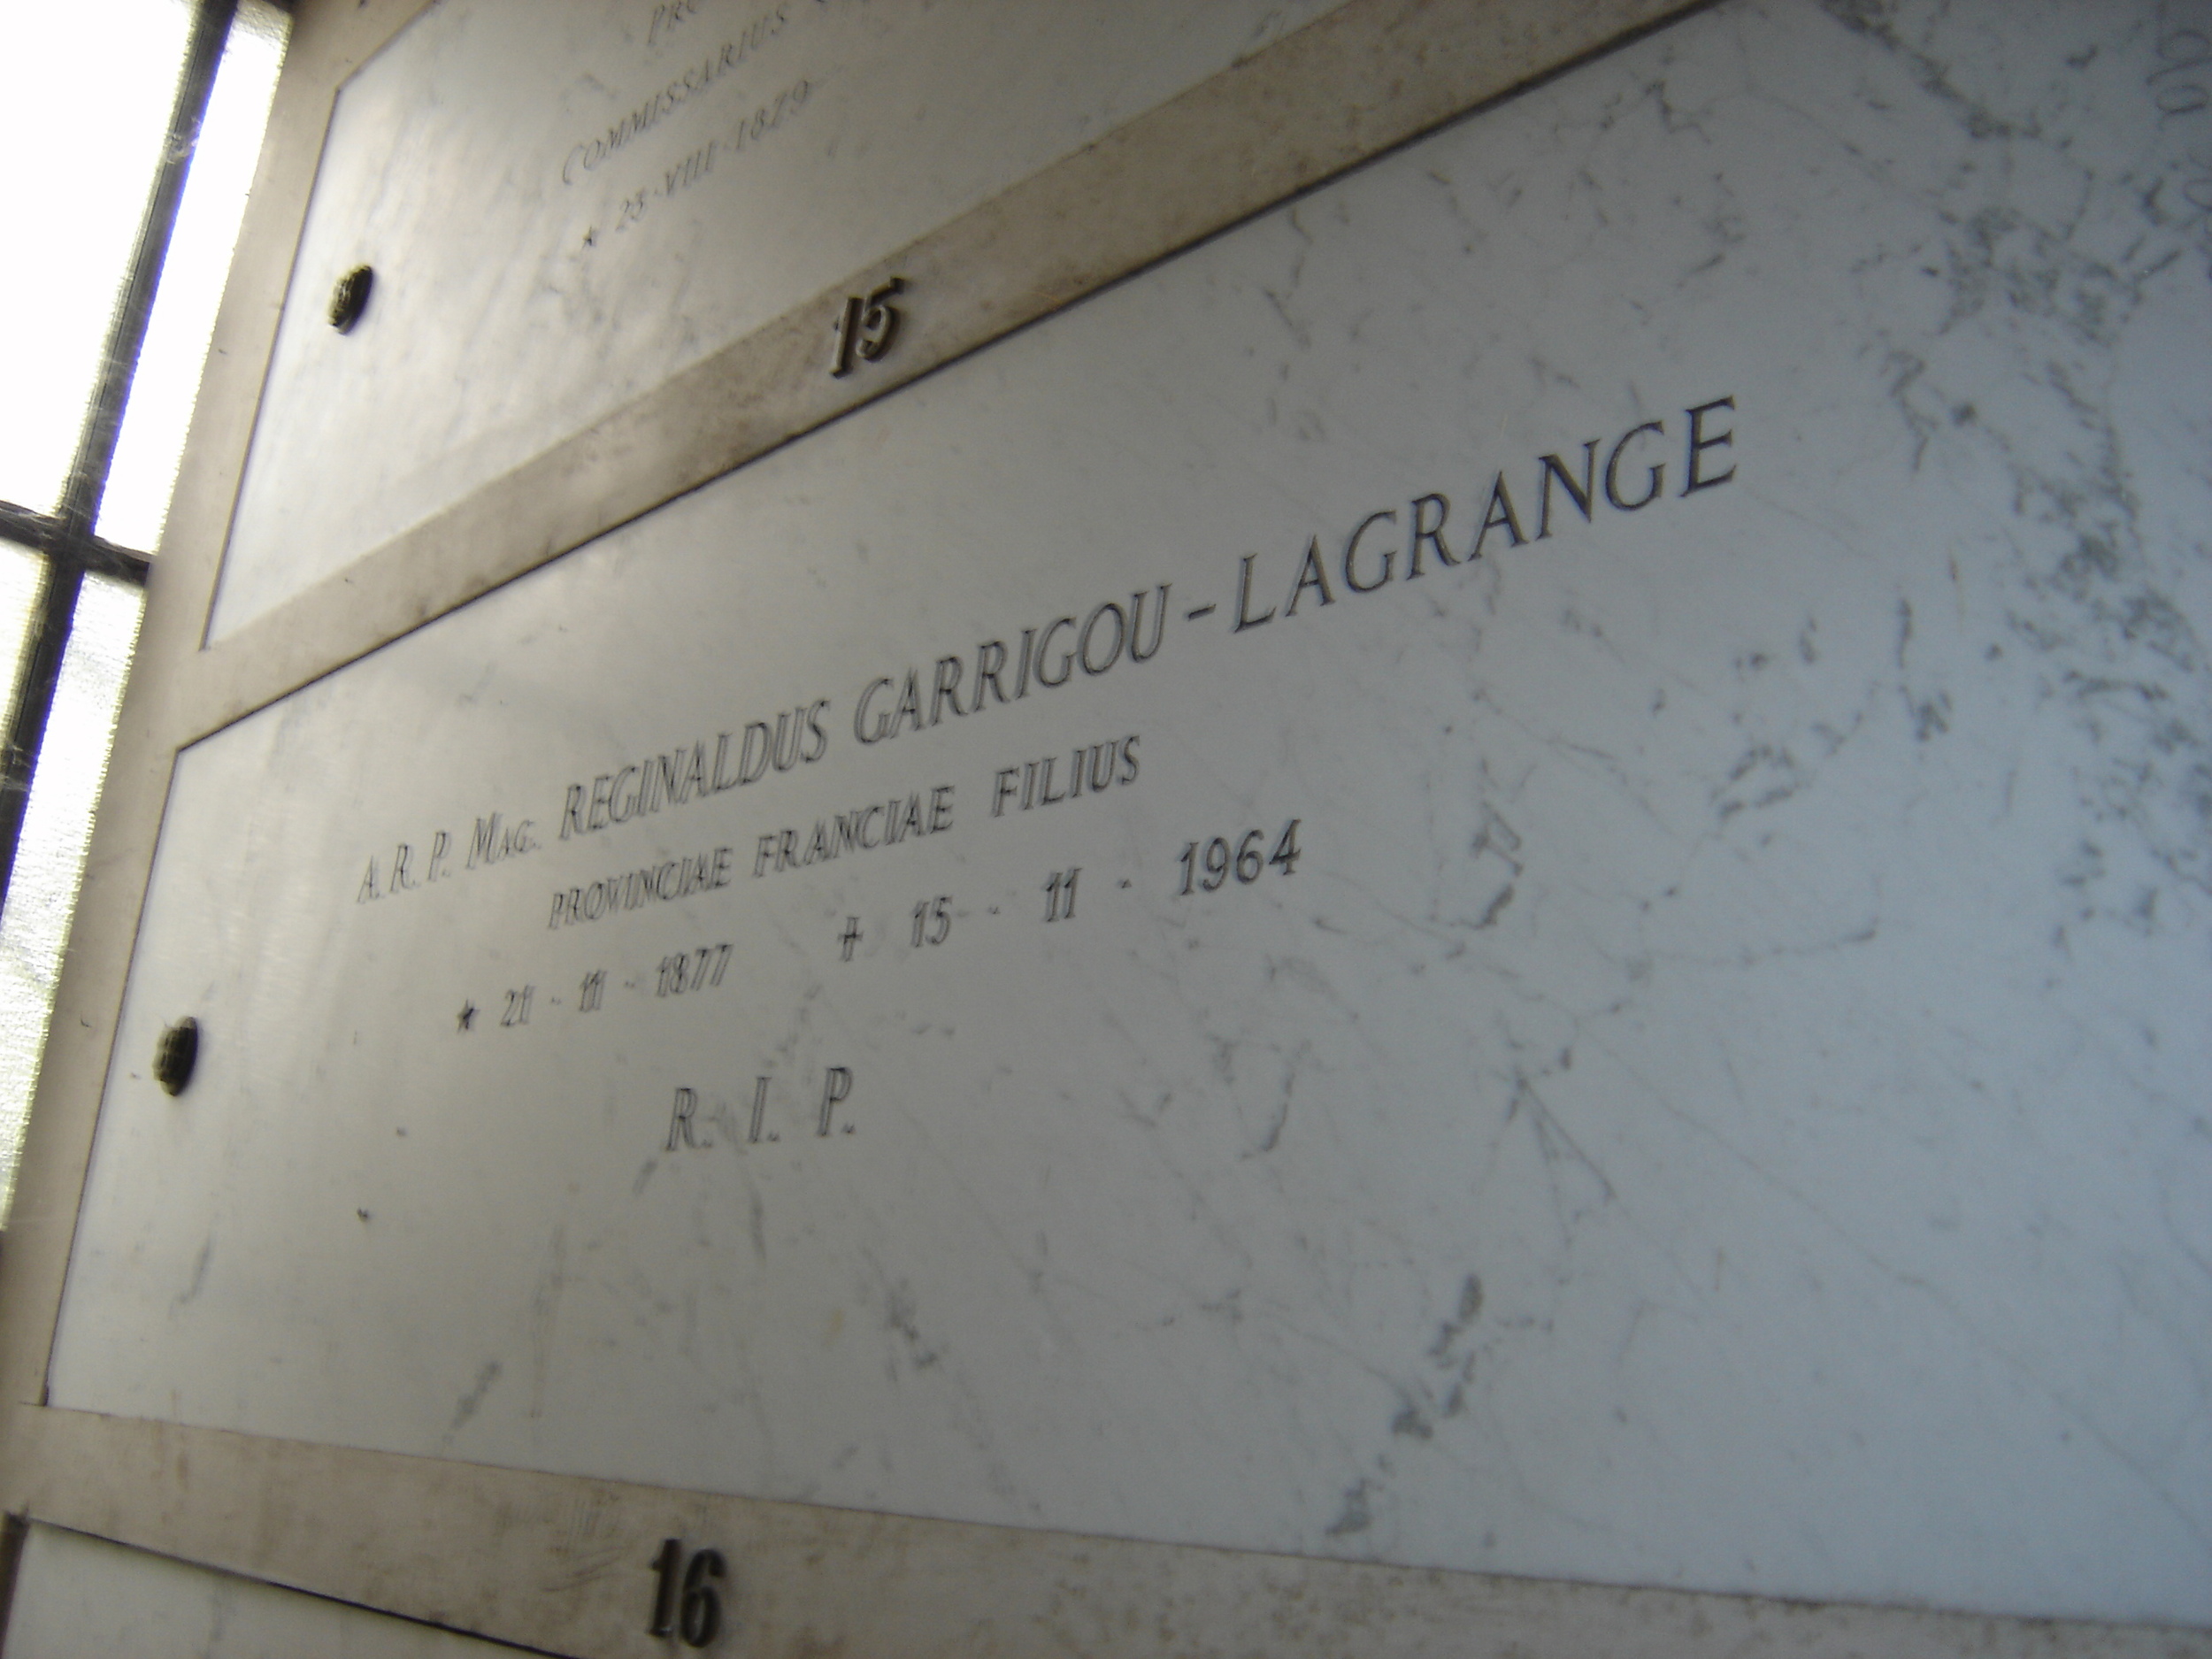 COMMISSARIUS
★ 23·VIII·1879
15
A.R.P. MAG. REGINALDUS GARRIGOU-LAGRANGE
PROVINCIAE FRANCIAE FILIUS
★ 21 - 11 - 1877 ✝ 15 - 11 - 1964
R. I. P.
16